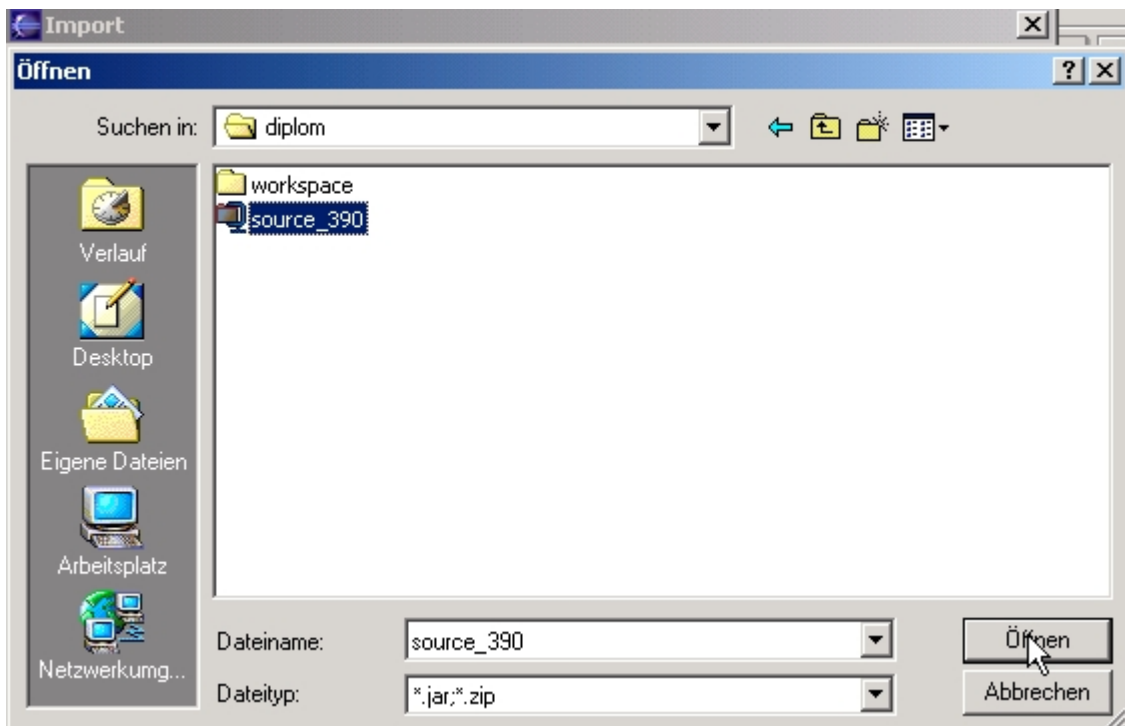 Import
Öffnen
Suchen in: diplom
workspace
source_390
Verlauf
Desktop
Eigene Dateien
Arbeitsplatz
Netzwerkumg...
Dateiname: source_390 Öffnen
Dateityp: *.jar;*.zip Abbrechen